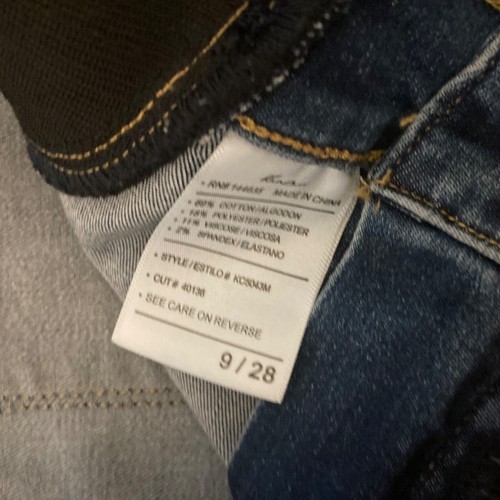 • RN# 144635 MADE IN CHINA
• 69% COTTON/ALGODON
• 18% POLYESTER/POLIESTER
• 11% VISCOSE/VISCOSA
• 2% SPANDEX/ELASTANO
• STYLE/ESTILO # KC5043M
• CUT# 40136
• SEE CARE ON REVERSE
9/28